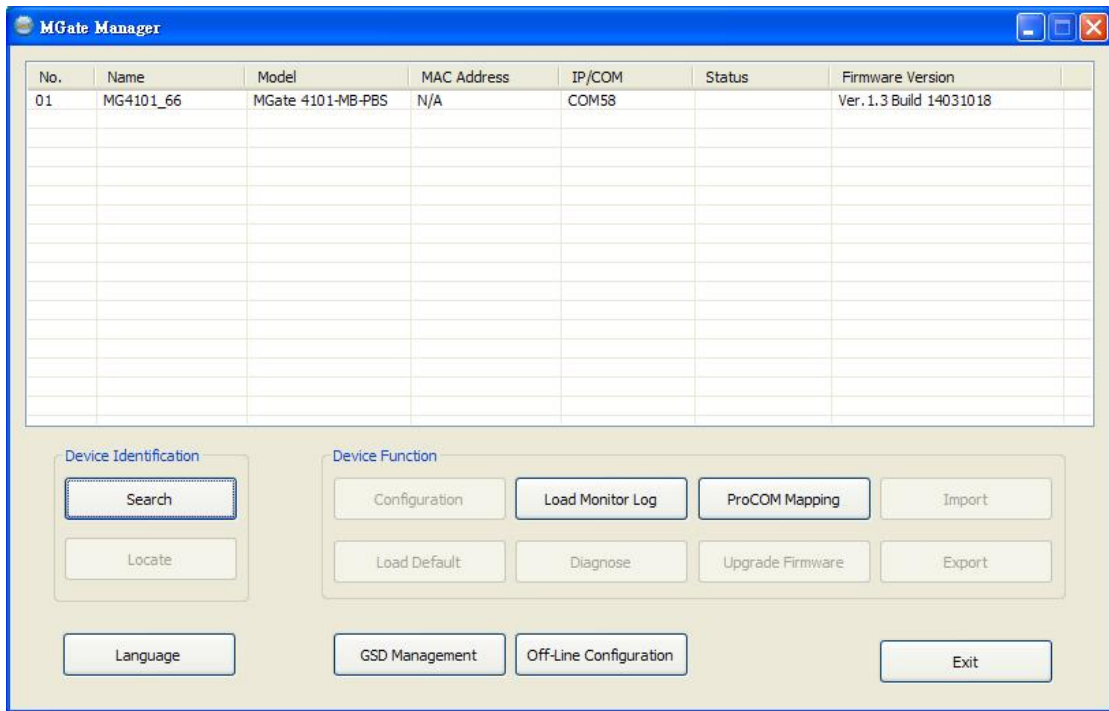 MGate Manager
No. Name Model MAC Address IP/COM Status Firmware Version
01 MG4101_66 MGate 4101-MB-PBS N/A COM58 Ver.1.3 Build 14031018
Device Identification Device Function
Search Configuration Load Monitor Log ProCOM Mapping Import
Locate Load Default Diagnose Upgrade Firmware Export
Language GSD Management Off-Line Configuration Exit